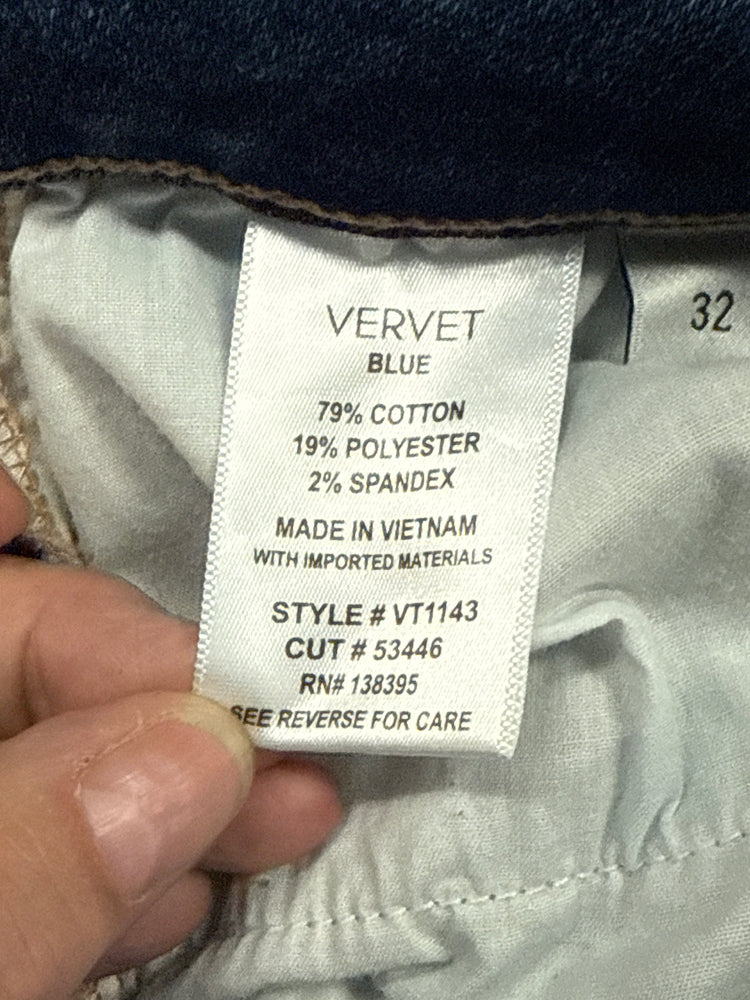 VERVET
BLUE
79% COTTON
19% POLYESTER
2% SPANDEX
MADE IN VIETNAM
WITH IMPORTED MATERIALS
STYLE # VT1143
CUT # 53446
RN# 138395
SEE REVERSE FOR CARE
32